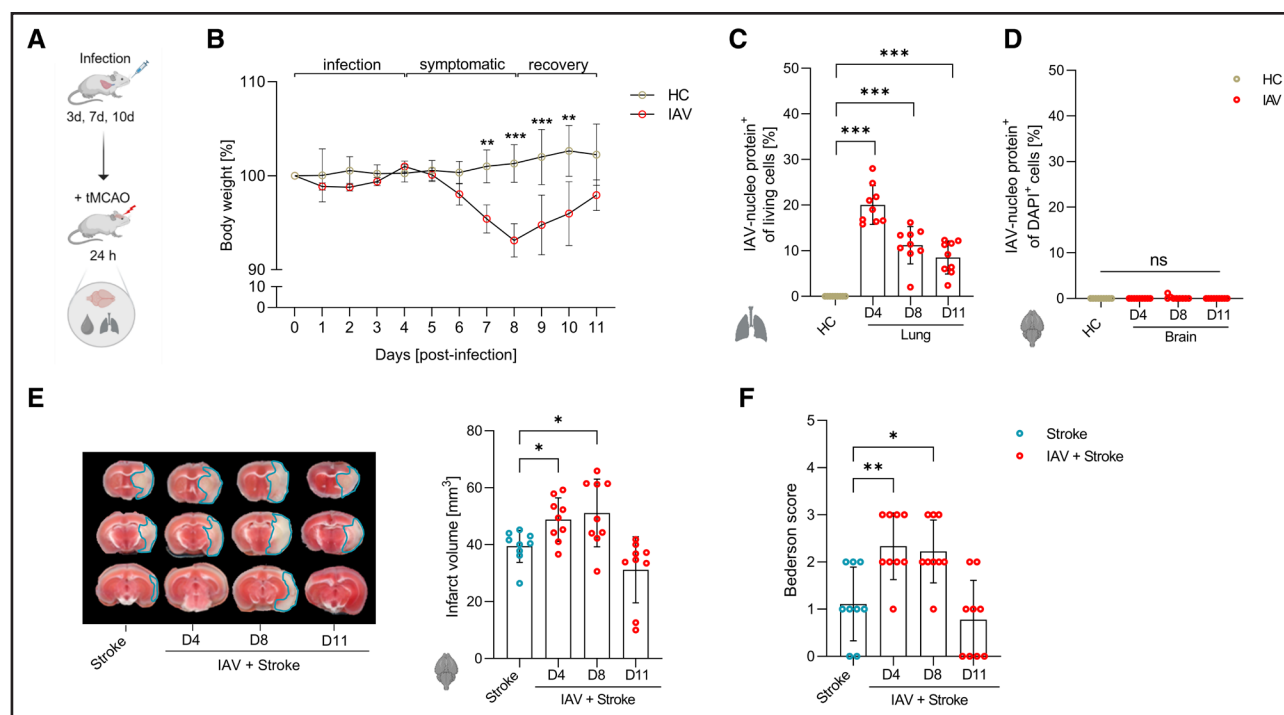 A
Infection
3d, 7d, 10d
+ tMCAO
24 h
B
infection
symptomatic
recovery
110
100
90
10
0
Body weight [%]
** *** *** **
HC
IAV
0 1 2 3 4 5 6 7 8 9 10 11
Days [post-infection]
C
IAV-nucleo protein+
of living cells [%]
50
40
30
20
10
0
***
***
***
HC
D4 D8 D11
Lung
D
IAV-nucleo protein+
of DAPI+ cells [%]
50
40
30
20
10
0
ns
HC
IAV
HC
D4 D8 D11
Brain
E
Stroke
D4 D8 D11
IAV + Stroke
Infarct volume [mm3]
80
60
40
20
0
*
*
Stroke
D4 D8 D11
IAV + Stroke
F
Bederson score
5
4
3
2
1
0
*
**
Stroke
IAV + Stroke
Stroke
D4 D8 D11
IAV + Stroke